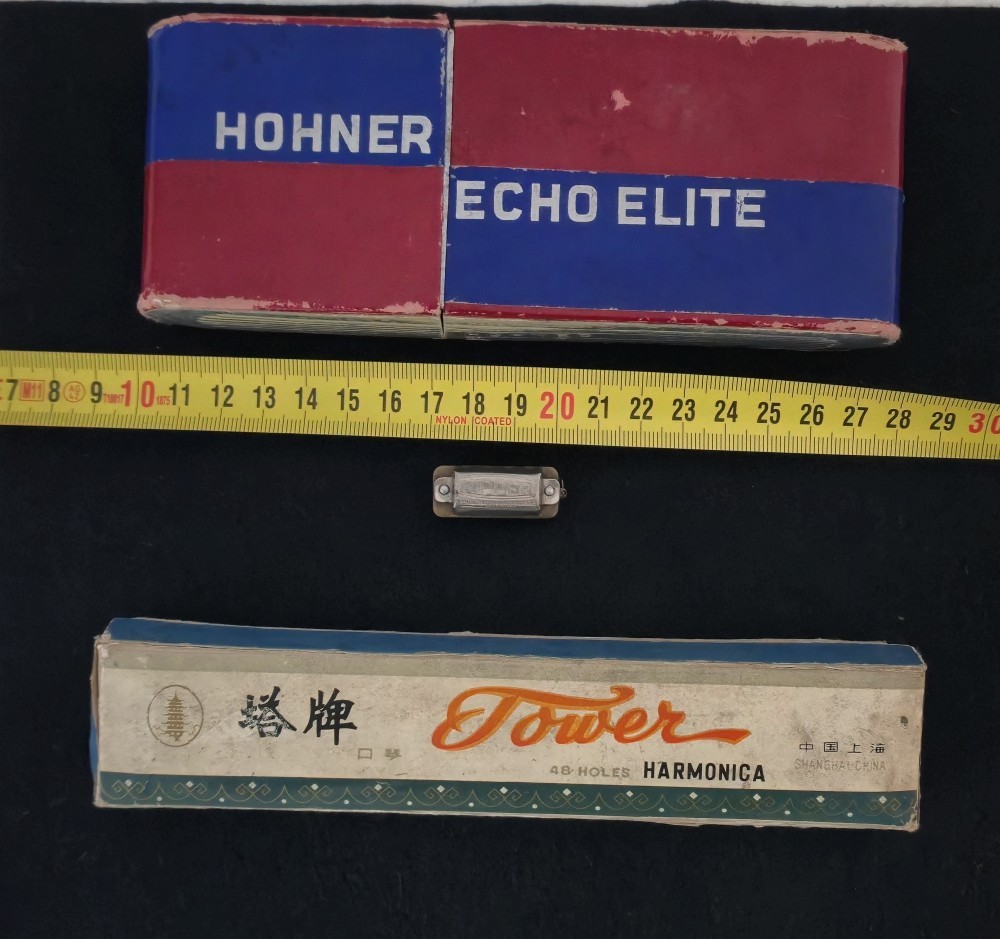 HOHNER
ECHO ELITE
7 M11 8 9 10 11 12 13 14 15 16 17 18 19 20 21 22 23 24 25 26 27 28 29 30
NYLON COATED
塔牌
Tower
口琴
48 HOLES HARMONICA
中国上海
SHANGHAI CHINA